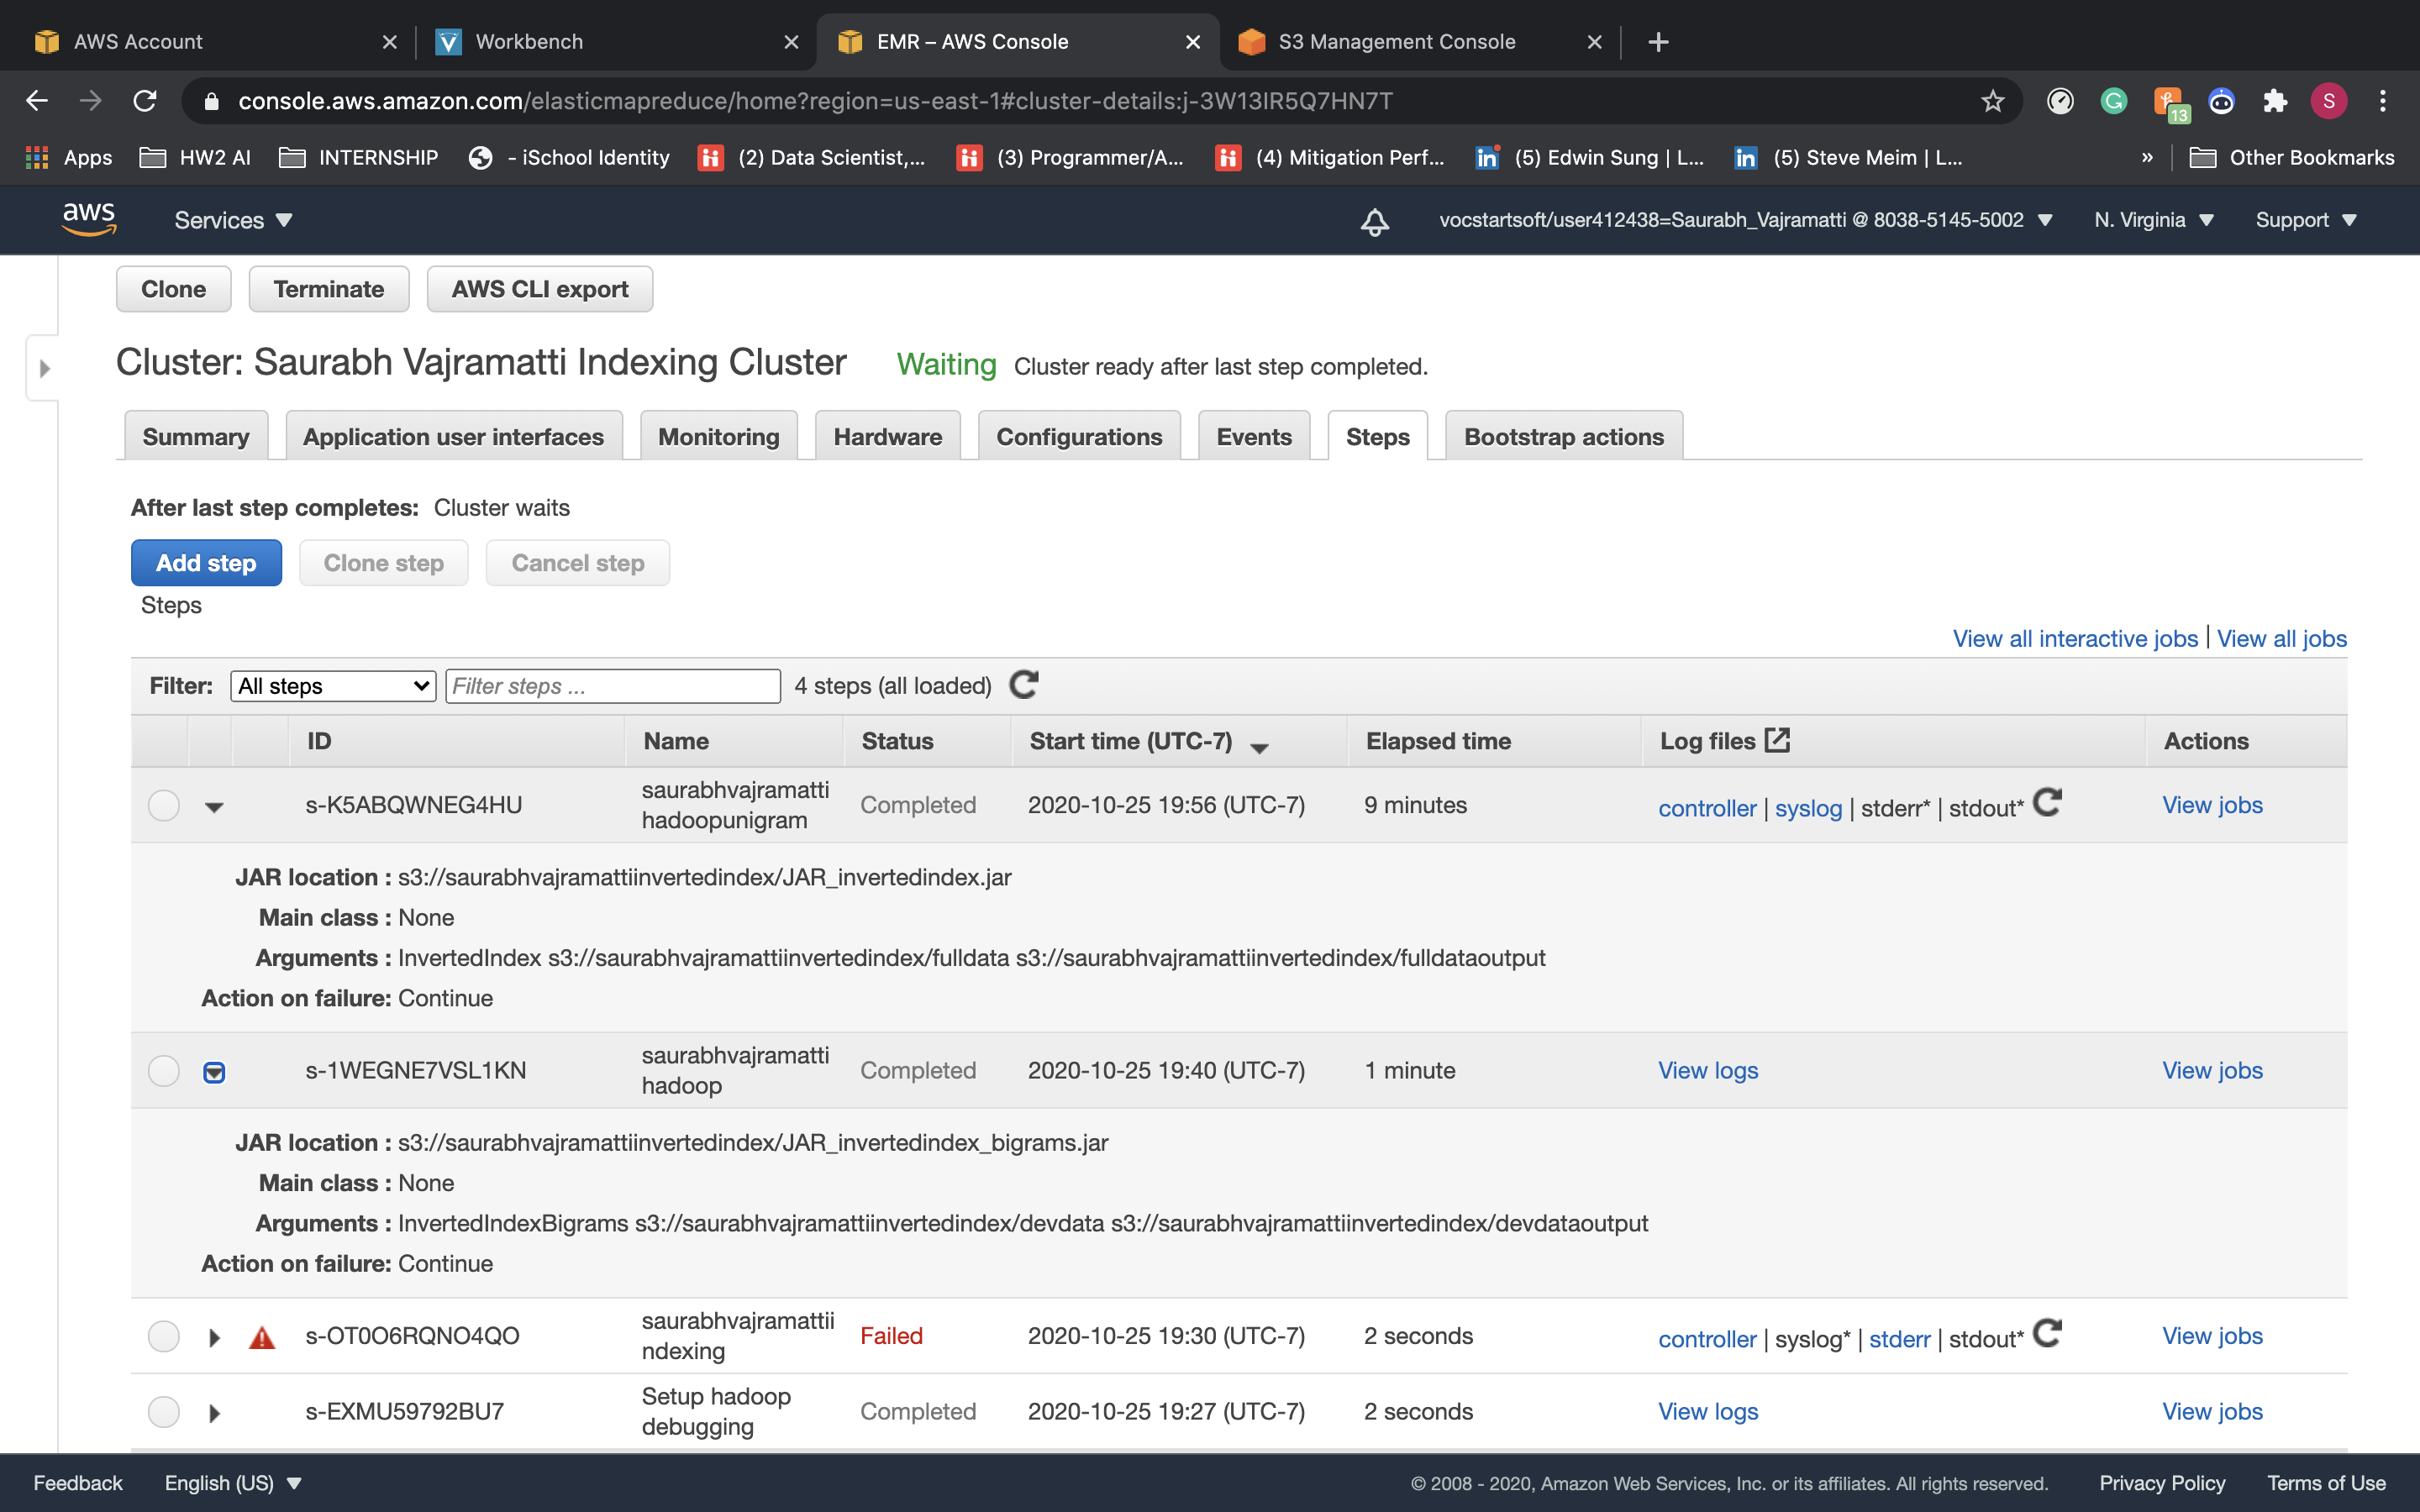 AWS Account
Workbench
EMR – AWS Console
S3 Management Console
console.aws.amazon.com/elasticmapreduce/home?region=us-east-1#cluster-details:j-3W13IR5Q7HN7T
13
S
Apps
HW2 AI
INTERNSHIP
- iSchool Identity
(2) Data Scientist,...
(3) Programmer/A...
(4) Mitigation Perf...
(5) Edwin Sung | L...
(5) Steve Meim | L...
»
Other Bookmarks
aws
Services
vocstartsoft/user412438=Saurabh_Vajramatti @ 8038-5145-5002
N. Virginia
Support
Clone
Terminate
AWS CLI export
Cluster: Saurabh Vajramatti Indexing Cluster
Waiting
Cluster ready after last step completed.
Summary
Application user interfaces
Monitoring
Hardware
Configurations
Events
Steps
Bootstrap actions
After last step completes: Cluster waits
Add step
Clone step
Cancel step
Steps
View all interactive jobs | View all jobs
Filter: All steps Filter steps ... 4 steps (all loaded)
ID Name Status Start time (UTC-7) Elapsed time Log files Actions
s-K5ABQWNEG4HU saurabhvajramatti Completed 2020-10-25 19:56 (UTC-7) 9 minutes controller | syslog | stderr* | stdout* View jobs
hadoopunigram
JAR location : s3://saurabhvajramattiinvertedindex/JAR_invertedindex.jar
Main class : None
Arguments : InvertedIndex s3://saurabhvajramattiinvertedindex/fulldata s3://saurabhvajramattiinvertedindex/fulldataoutput
Action on failure: Continue
s-1WEGNE7VSL1KN saurabhvajramatti Completed 2020-10-25 19:40 (UTC-7) 1 minute View logs View jobs
hadoop
JAR location : s3://saurabhvajramattiinvertedindex/JAR_invertedindex_bigrams.jar
Main class : None
Arguments : InvertedIndexBigrams s3://saurabhvajramattiinvertedindex/devdata s3://saurabhvajramattiinvertedindex/devdataoutput
Action on failure: Continue
s-OT0O6RQNO4QO saurabhvajramattii Failed 2020-10-25 19:30 (UTC-7) 2 seconds controller | syslog* | stderr | stdout* View jobs
ndexing
s-EXMU59792BU7 Setup hadoop Completed 2020-10-25 19:27 (UTC-7) 2 seconds View logs View jobs
debugging
Feedback
English (US)
© 2008 - 2020, Amazon Web Services, Inc. or its affiliates. All rights reserved.
Privacy Policy
Terms of Use